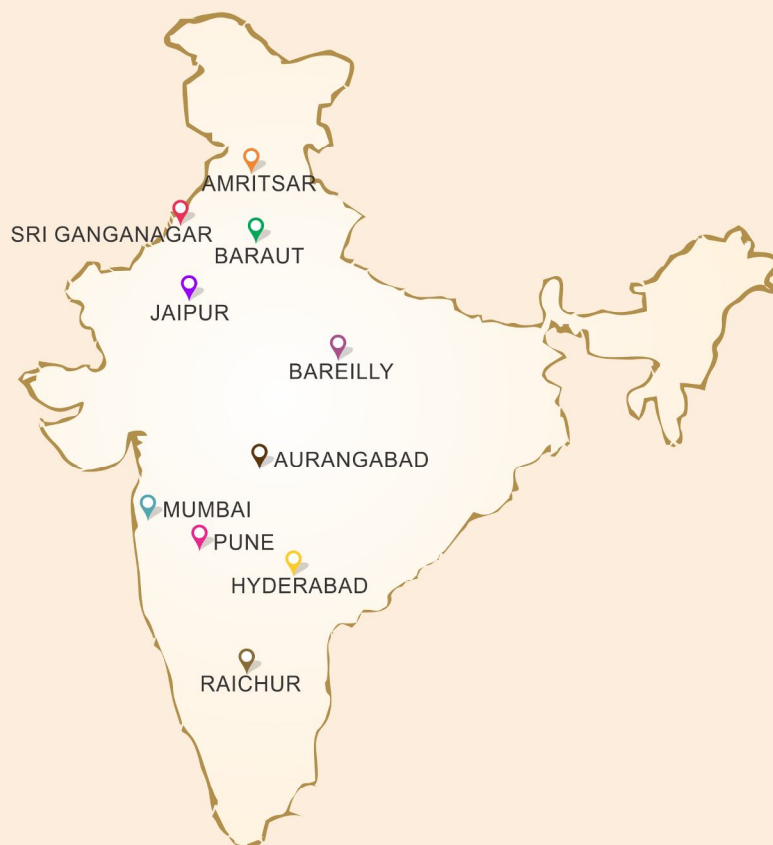 AMRITSAR
SRI GANGANAGAR
BARAUT
JAIPUR
BAREILLY
AURANGABAD
MUMBAI
PUNE
HYDERABAD
RAICHUR